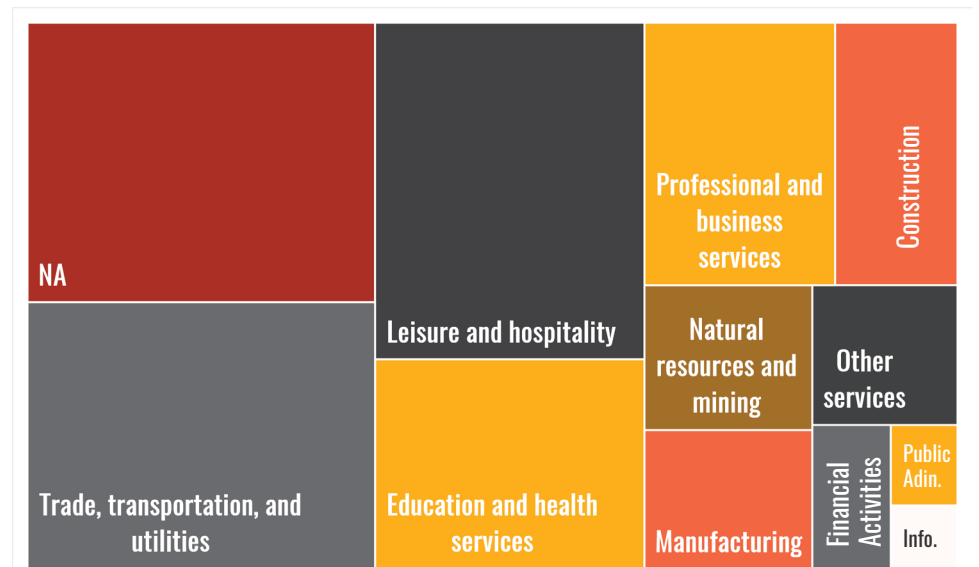 NA
Trade, transportation, and
utilities
Leisure and hospitality
Education and health
services
Professional and
business
services
Construction
Natural
resources and
mining
Other
services
Manufacturing
Financial
Activities
Public
Adin.
Info.